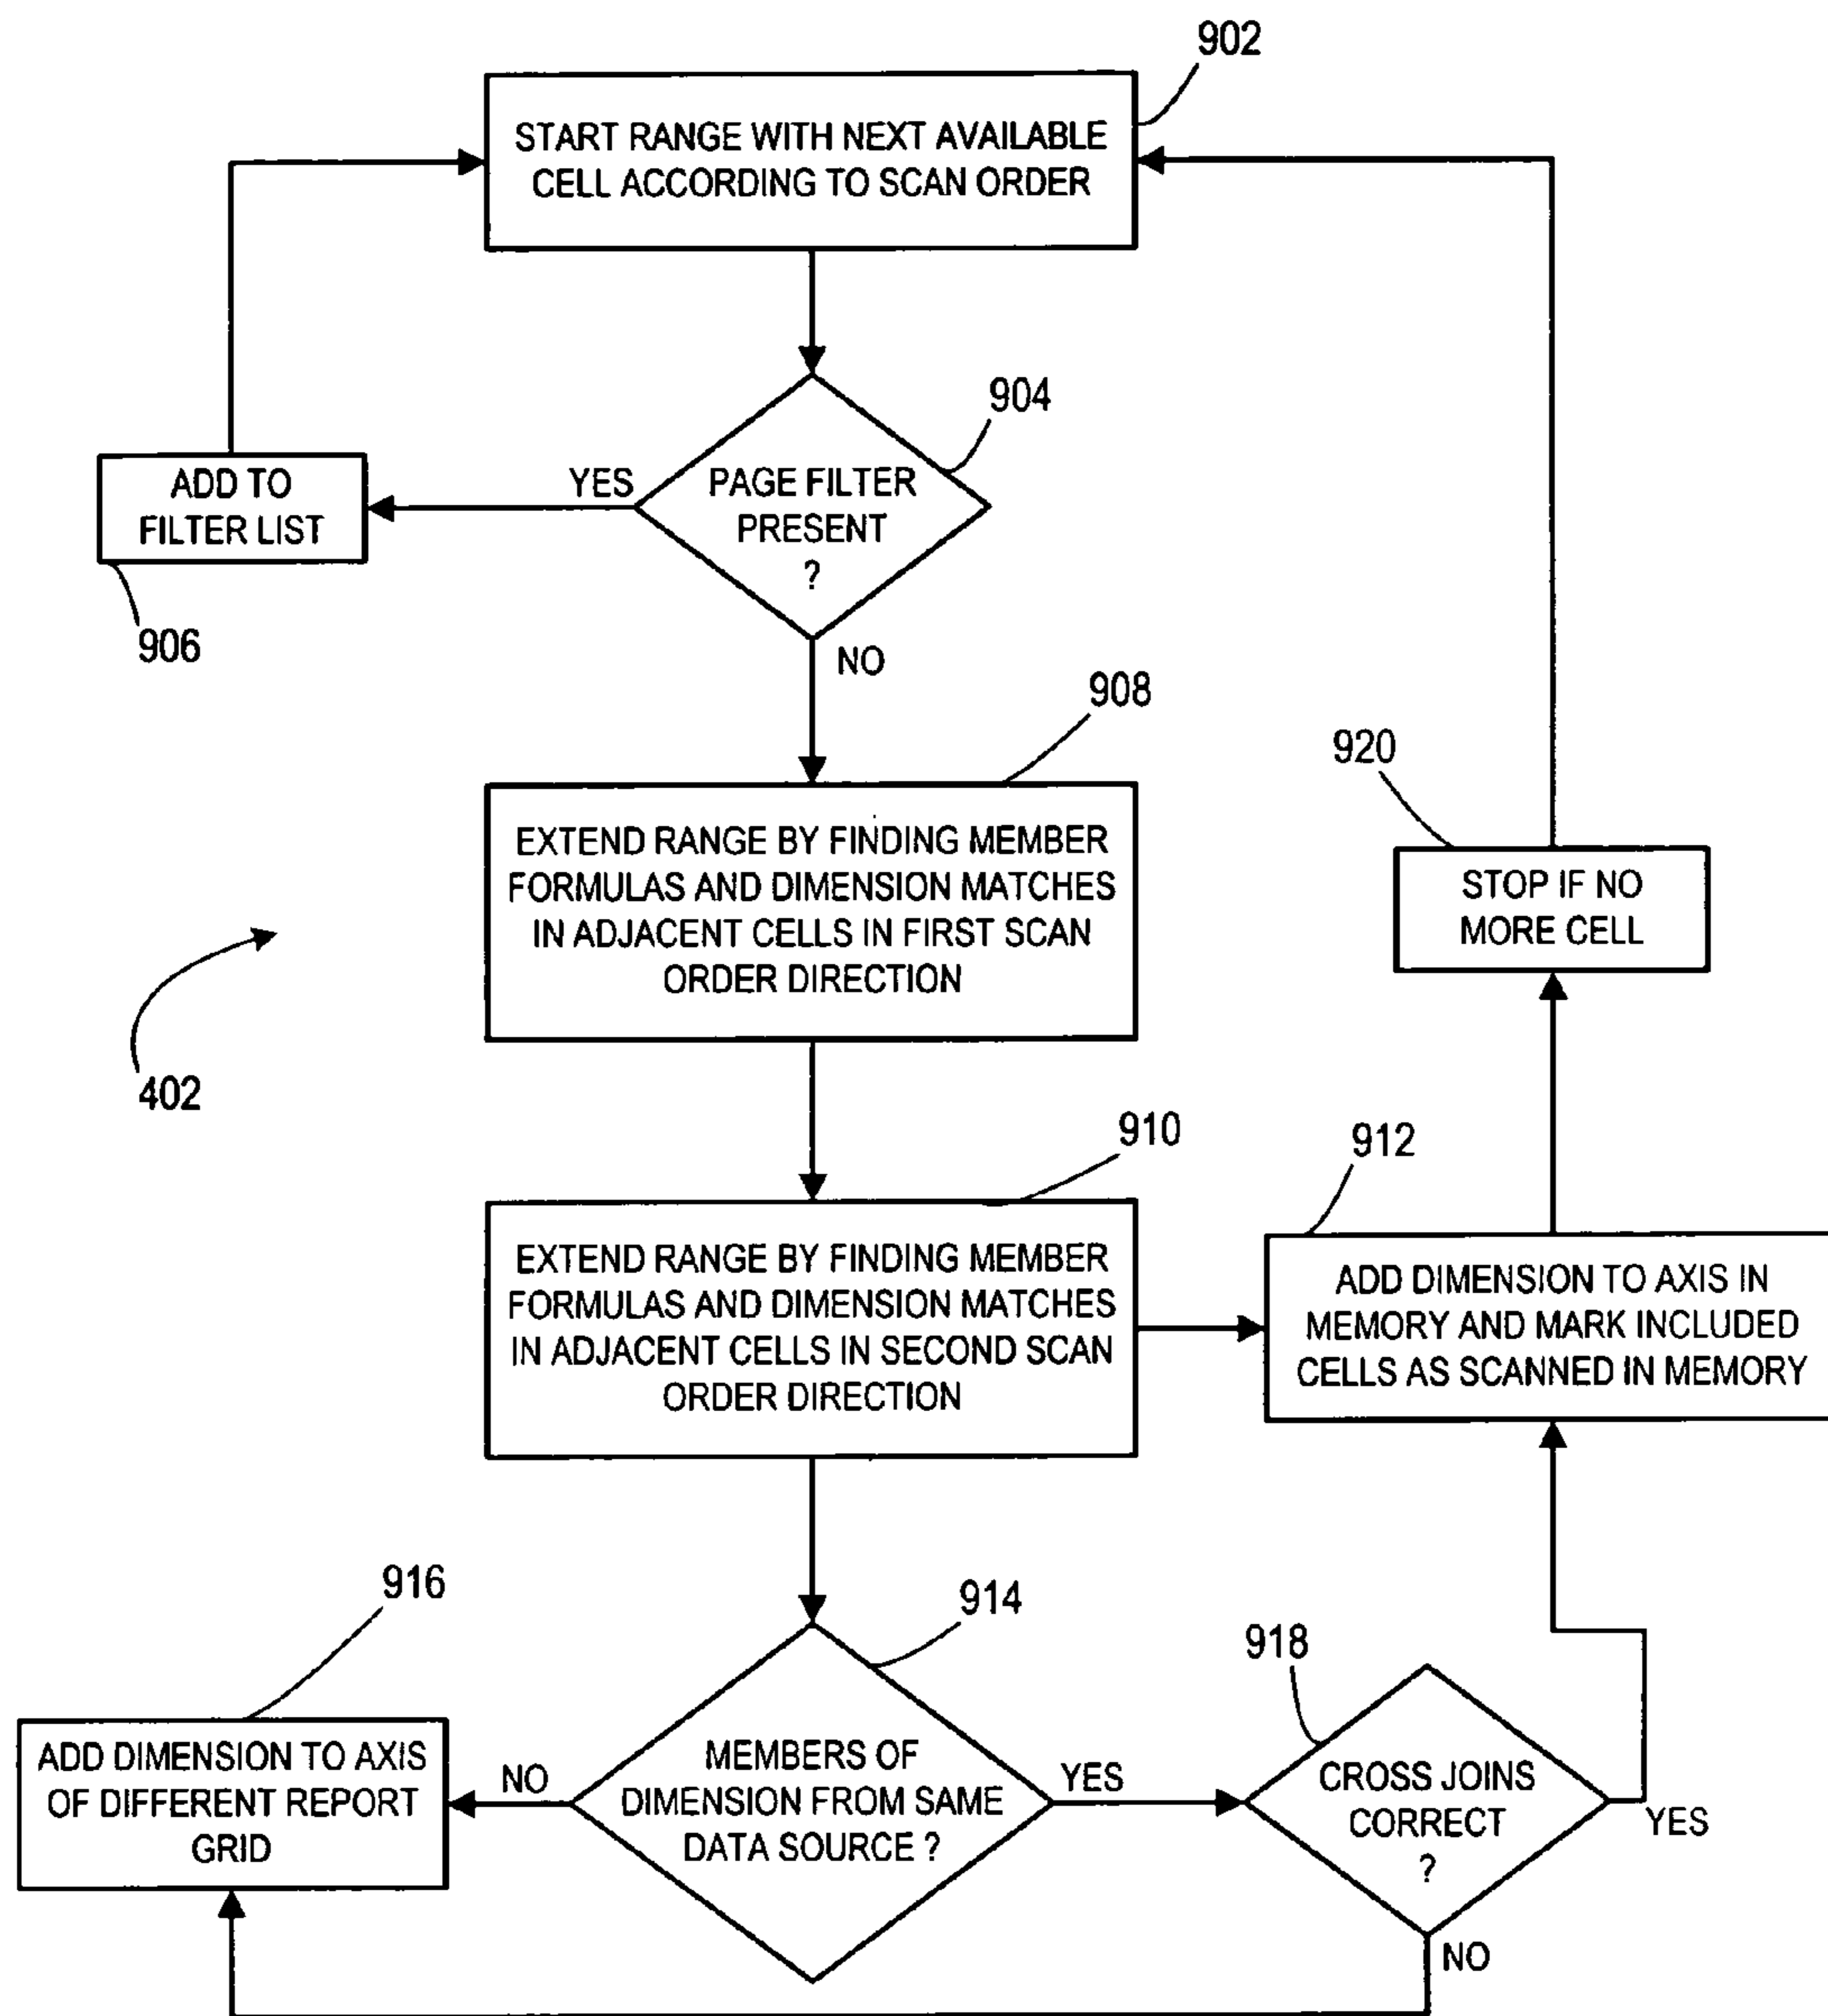 902
START RANGE WITH NEXT AVAILABLE
CELL ACCORDING TO SCAN ORDER
904
PAGE FILTER
PRESENT
?
YES
ADD TO
FILTER LIST
906
NO
908
EXTEND RANGE BY FINDING MEMBER
FORMULAS AND DIMENSION MATCHES
IN ADJACENT CELLS IN FIRST SCAN
ORDER DIRECTION
920
STOP IF NO
MORE CELL
402
910
EXTEND RANGE BY FINDING MEMBER
FORMULAS AND DIMENSION MATCHES
IN ADJACENT CELLS IN SECOND SCAN
ORDER DIRECTION
912
ADD DIMENSION TO AXIS IN
MEMORY AND MARK INCLUDED
CELLS AS SCANNED IN MEMORY
916
ADD DIMENSION TO AXIS
OF DIFFERENT REPORT
GRID
NO
914
MEMBERS OF
DIMENSION FROM SAME
DATA SOURCE ?
YES
918
CROSS JOINS
CORRECT
?
YES
NO